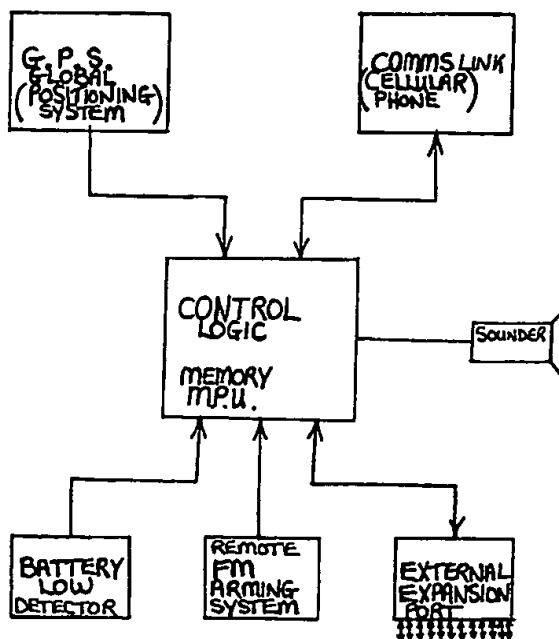 G.P.S.
GLOBAL
(POSITIONING)
SYSTEM
COMMS LINK
(CELLULAR)
PHONE
CONTROL
LOGIC
MEMORY
M.P.U.
SOUNDER
BATTERY
LOW
DETECTOR
REMOTE
FM
ARMING
SYSTEM
EXTERNAL
EXPANSION
PORT